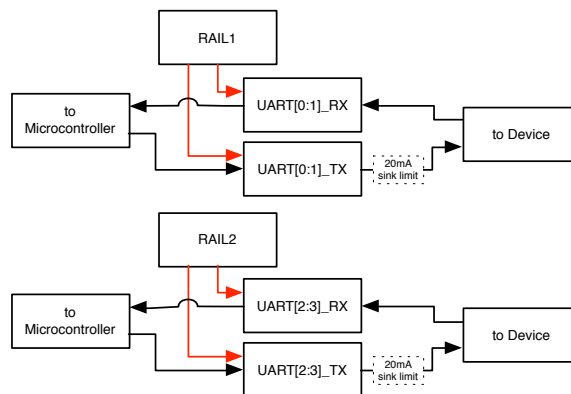 RAIL1
to
Microcontroller
UART[0:1]_RX
UART[0:1]_TX
20mA
sink limit
to Device
RAIL2
to
Microcontroller
UART[2:3]_RX
UART[2:3]_TX
20mA
sink limit
to Device